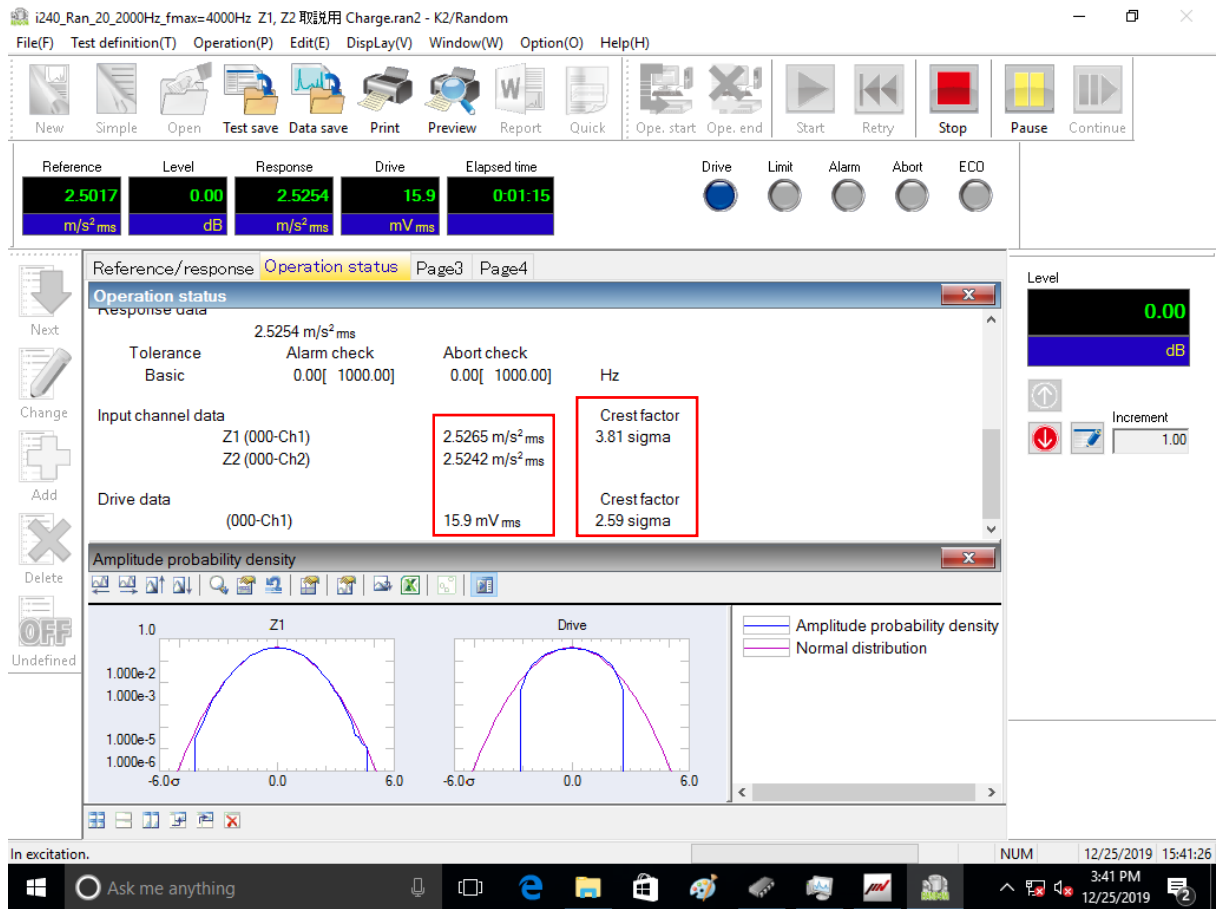 i240_Ran_20_2000Hz_fmax=4000Hz Z1, Z2 取説用 Charge.ran2 - K2/Random
File(F) Test definition(T) Operation(P) Edit(E) DispLay(V) Window(W) Option(O) Help(H)
New Simple Open Test save Data save Print Preview Report Quick Ope. start Ope. end Start Retry Stop Pause Continue
Reference Level Response Drive Elapsed time Drive Limit Alarm Abort ECO
2.5017 0.00 2.5254 15.9 0:01:15
m/s² rms dB m/s² rms mV rms
Reference/response Operation status Page3 Page4
Operation status
Response data
2.5254 m/s² rms
Tolerance Alarm check Abort check
Basic 0.00[ 1000.00] 0.00[ 1000.00] Hz
Input channel data Crest factor
Z1 (000-Ch1) 2.5265 m/s² rms 3.81 sigma
Z2 (000-Ch2) 2.5242 m/s² rms
Drive data Crest factor
(000-Ch1) 15.9 mV rms 2.59 sigma
Next
Change
Add
Delete
OFF
Undefined
Level
0.00
dB
Increment
1.00
Amplitude probability density
Z1 Drive
1.0
1.000e-2
1.000e-3
1.000e-5
1.000e-6
-6.0σ 0.0 6.0 -6.0σ 0.0 6.0
Amplitude probability density
Normal distribution
In excitation. NUM 12/25/2019 15:41:26
Ask me anything
3:41 PM
12/25/2019
2